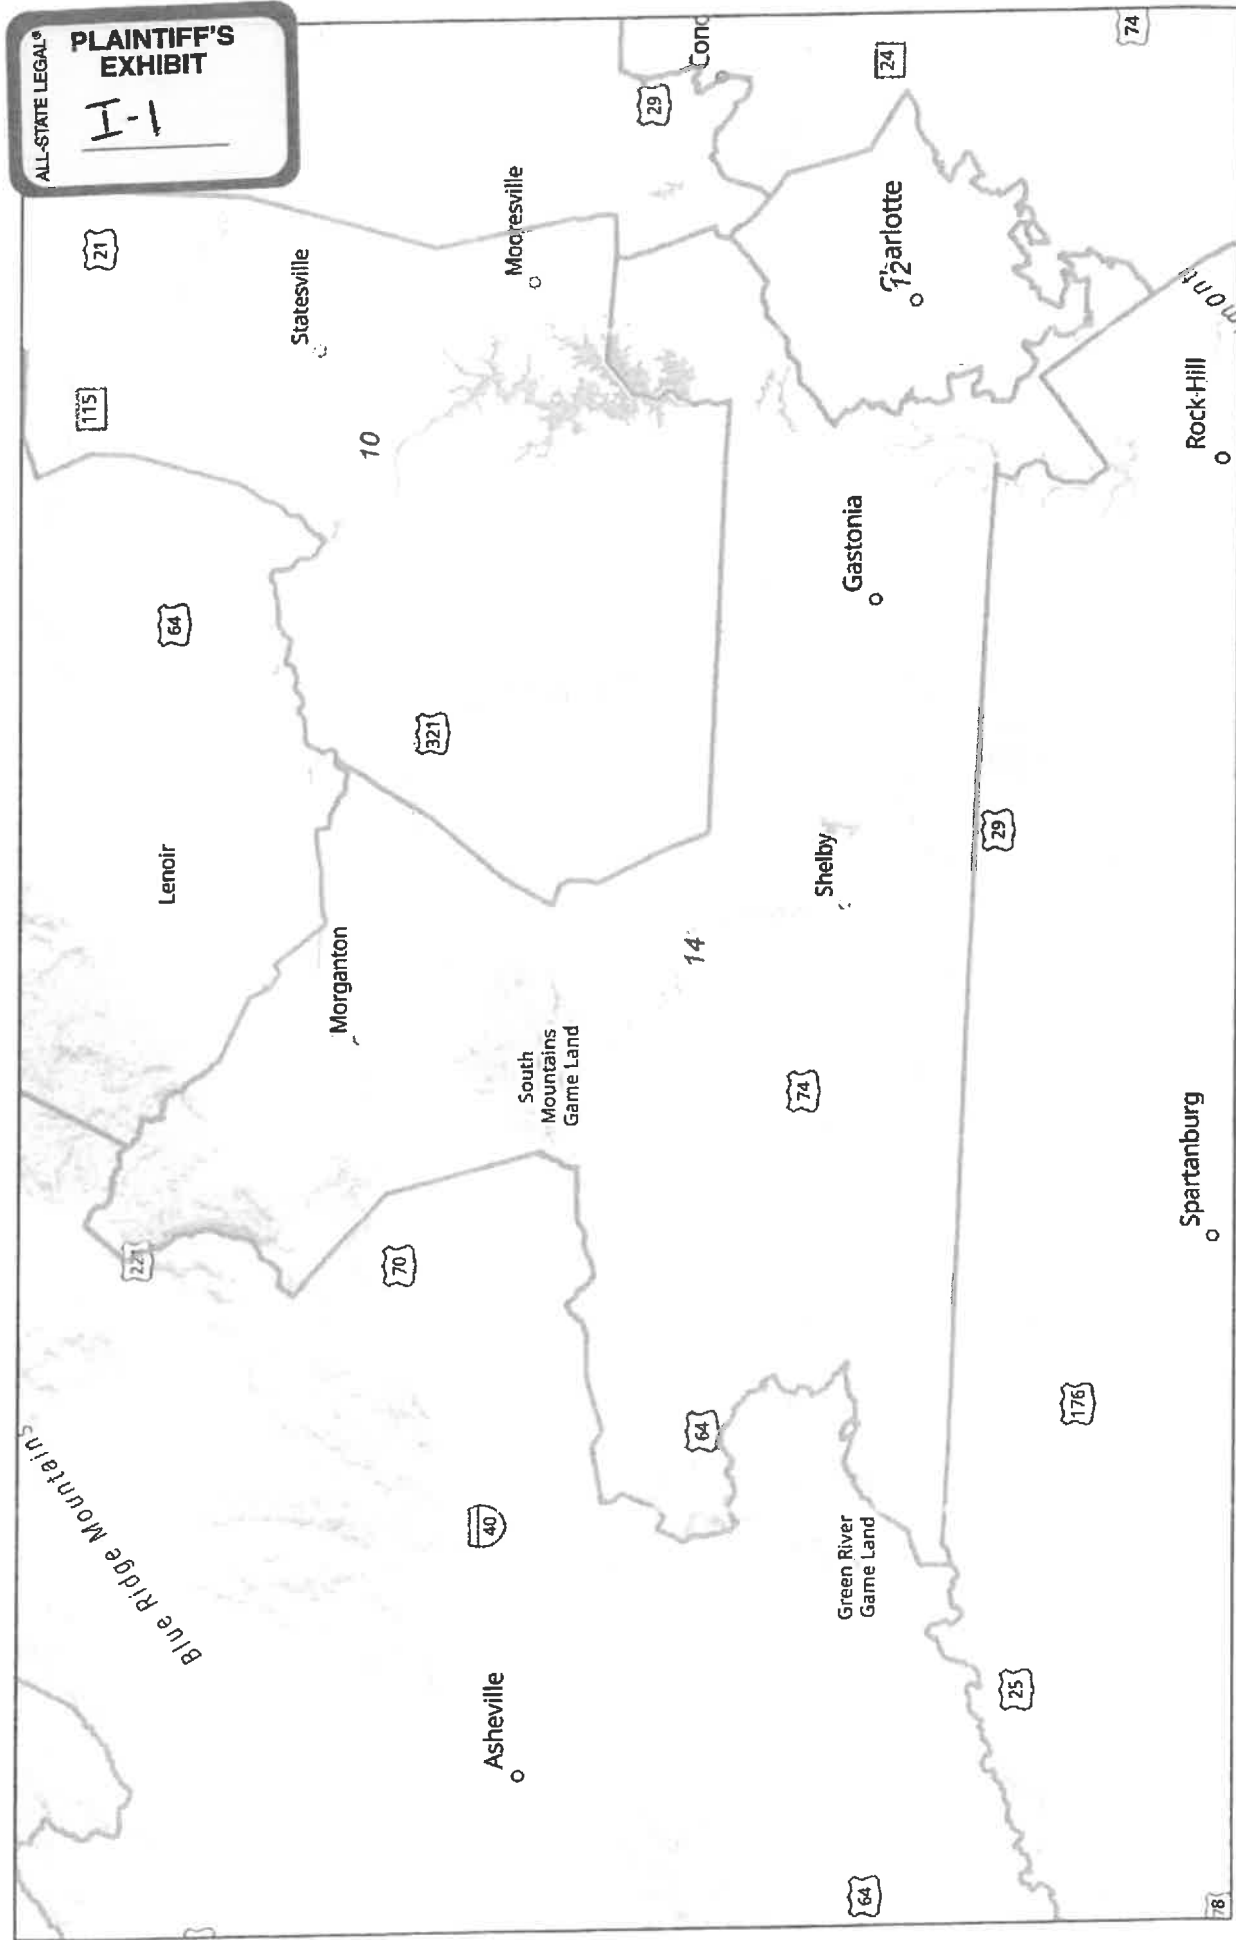 ALL-STATE LEGAL®
PLAINTIFF'S
EXHIBIT
I-1
21
115
64
Statesville
Mooresville
10
29
24
74
12
Lenoir
321
Gastonia
Rock-Hill
Morganton
14
Shelby
29
South
Mountains
Game Land
74
221
70
Spartanburg
Blue Ridge Mountains
40
64
176
Green River
Game Land
Asheville
25
64
78